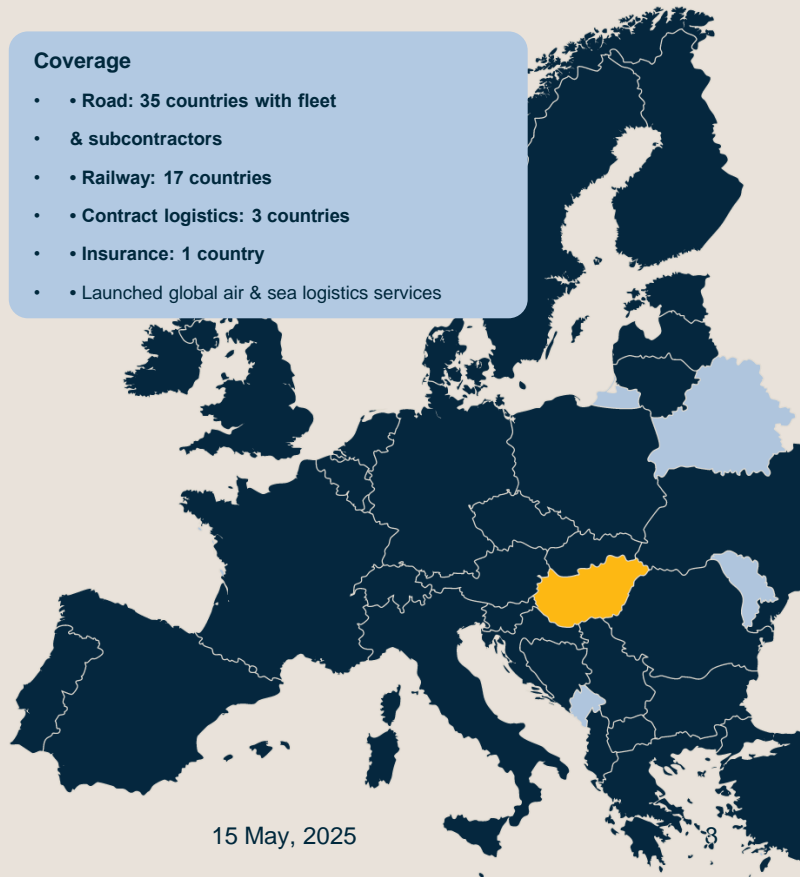 Coverage
• • Road: 35 countries with fleet
• & subcontractors
• • Railway: 17 countries
• • Contract logistics: 3 countries
• • Insurance: 1 country
• • Launched global air & sea logistics services
15 May, 2025
3